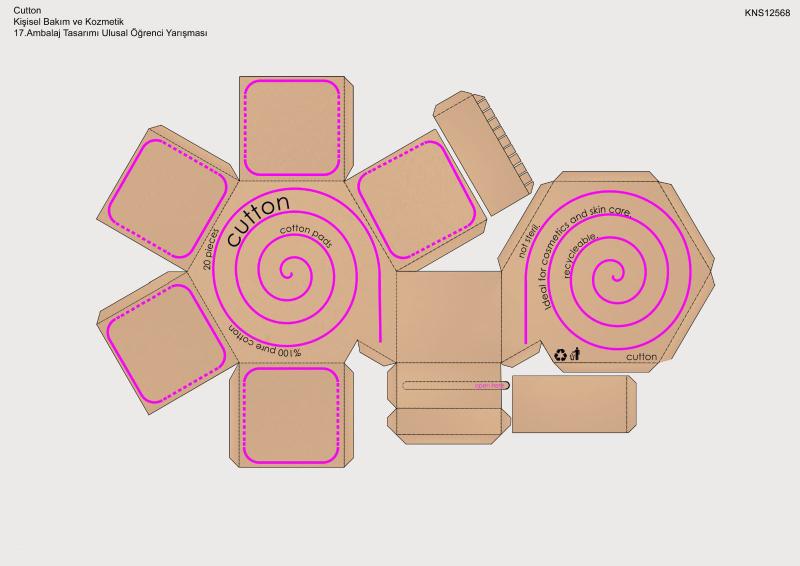 Cutton
Kişisel Bakım ve Kozmetik
17.Ambalaj Tasarımı Ulusal Öğrenci Yarışması
KNS12568
cutton
cotton pads
20 pieces
%100 pure cotton
not steril.
ideal for cosmetics and skin care.
recycleable.
cutton
open here